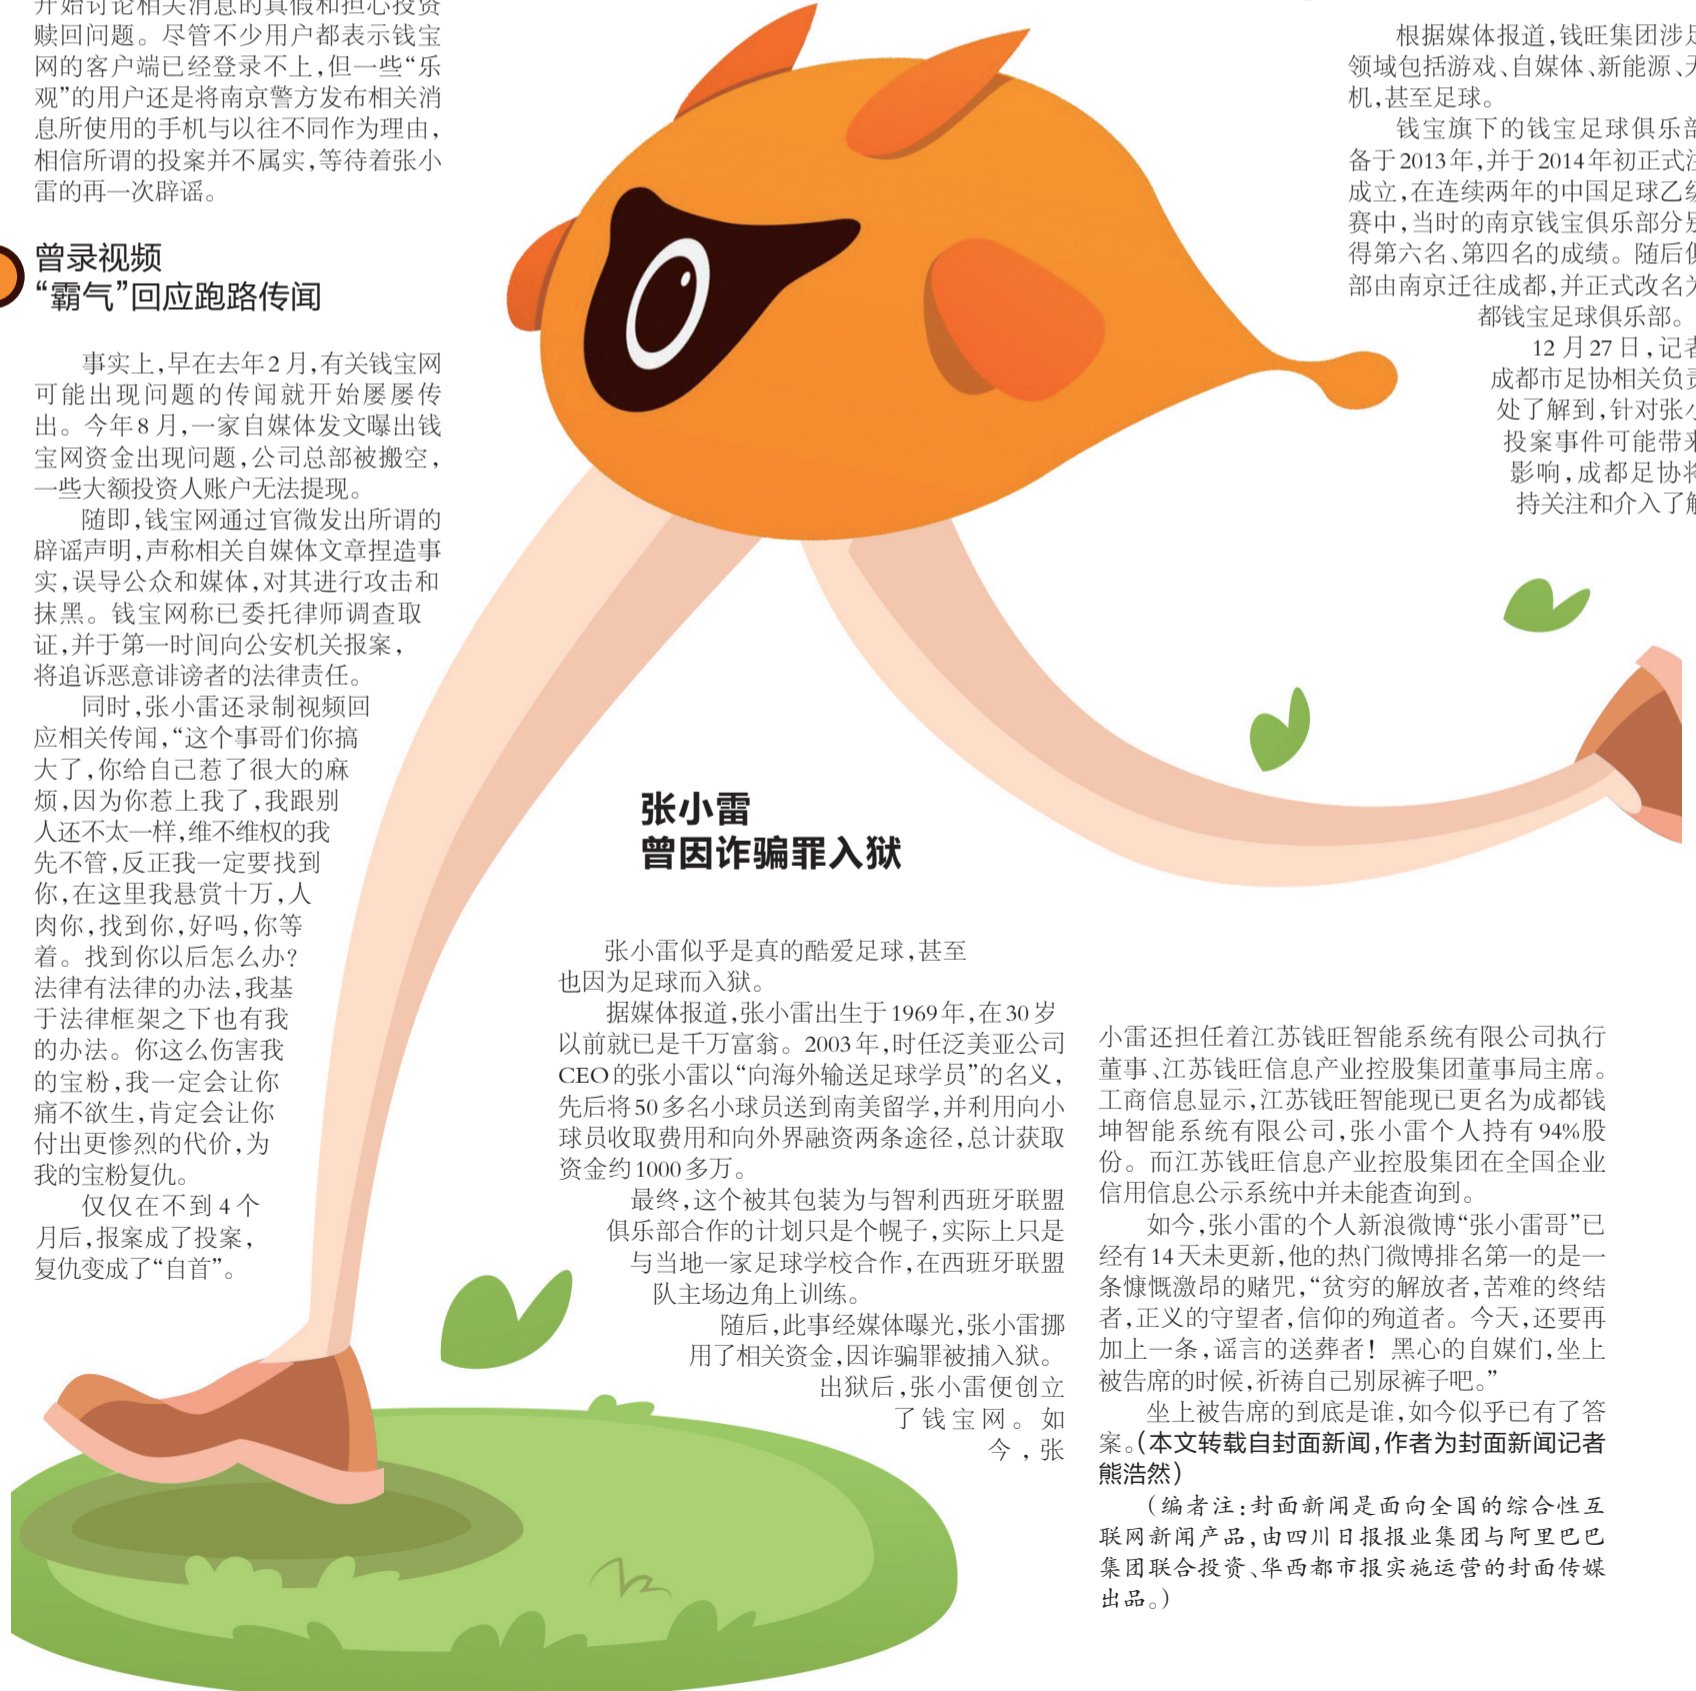 开始讨论相关消息的真假和担心投资
赎回问题。尽管不少用户都表示钱宝
网的客户端已经登录不上,但一些“乐
观”的用户还是将南京警方发布相关消
息所使用的手机与以往不同作为理由,
相信所谓的投案并不属实,等待着张小
雷的再一次辟谣。
曾录视频
“霸气”回应跑路传闻
事实上,早在去年2月,有关钱宝网
可能出现问题的传闻就开始屡屡传
出。今年8月,一家自媒体发文曝出钱
宝网资金出现问题,公司总部被搬空,
一些大额投资人账户无法提现。
随即,钱宝网通过官微发出所谓的
辟谣声明,声称相关自媒体文章捏造事
实,误导公众和媒体,对其进行攻击和
抹黑。钱宝网称已委托律师调查取
证,并于第一时间向公安机关报案,
将追诉恶意诽谤者的法律责任。
同时,张小雷还录制视频回
应相关传闻,“这个事哥们你搞
大了,你给自己惹了很大的麻
烦,因为你惹上我了,我跟别
人还不太一样,维不维权的我
先不管,反正我一定要找到
你,在这里我悬赏十万,人
肉你,找到你,好吗,你等
着。找到你以后怎么办?
法律有法律的办法,我基
于法律框架之下也有我
的办法。你这么伤害我
的宝粉,我一定会让你
痛不欲生,肯定会让你
付出更惨烈的代价,为
我的宝粉复仇。
仅仅在不到4个
月后,报案成了投案,
复仇变成了“自首”。
张小雷
曾因诈骗罪入狱
张小雷似乎是真的酷爱足球,甚至
也因为足球而入狱。
据媒体报道,张小雷出生于1969年,在30岁
以前就已是千万富翁。2003年,时任泛美亚公司
CEO的张小雷以“向海外输送足球学员”的名义,
先后将50多名小球员送到南美留学,并利用向小
球员收取费用和向外界融资两条途径,总计获取
资金约1000多万。
最终,这个被其包装为与智利西班牙联盟
俱乐部合作的计划只是个幌子,实际上只是
与当地一家足球学校合作,在西班牙联盟
队主场边角上训练。
随后,此事经媒体曝光,张小雷挪
用了相关资金,因诈骗罪被捕入狱。
出狱后,张小雷便创立
了钱宝网。如
今,张
小雷还担任着江苏钱旺智能系统有限公司执行
董事、江苏钱旺信息产业控股集团董事局主席。
工商信息显示,江苏钱旺智能现已更名为成都钱
坤智能系统有限公司,张小雷个人持有94%股
份。而江苏钱旺信息产业控股集团在全国企业
信用信息公示系统中并未能查询到。
如今,张小雷的个人新浪微博“张小雷哥”已
经有14天未更新,他的热门微博排名第一的是一
条慷慨激昂的赌咒,“贫穷的解放者,苦难的终结
者,正义的守望者,信仰的殉道者。今天,还要再
加上一条,谣言的送葬者!黑心的自媒们,坐上
被告席的时候,祈祷自己别尿裤子吧。”
坐上被告席的到底是谁,如今似乎已有了答
案。(本文转载自封面新闻,作者为封面新闻记者
熊浩然)
(编者注:封面新闻是面向全国的综合性互
联网新闻产品,由四川日报报业集团与阿里巴巴
集团联合投资、华西都市报实施运营的封面传媒
出品。)
根据媒体报道,钱旺集团涉足
领域包括游戏、自媒体、新能源、
机,甚至足球。
钱宝旗下的钱宝足球俱乐部
备于2013年,并于2014年初正式注
成立,在连续两年的中国足球乙级
赛中,当时的南京钱宝俱乐部分别
得第六名、第四名的成绩。随后俱
部由南京迁往成都,并正式改名为
都钱宝足球俱乐部。
12月27日,记者
成都市足协相关负责
处了解到,针对张小
投案事件可能带来
影响,成都足协将
持关注和介入了解